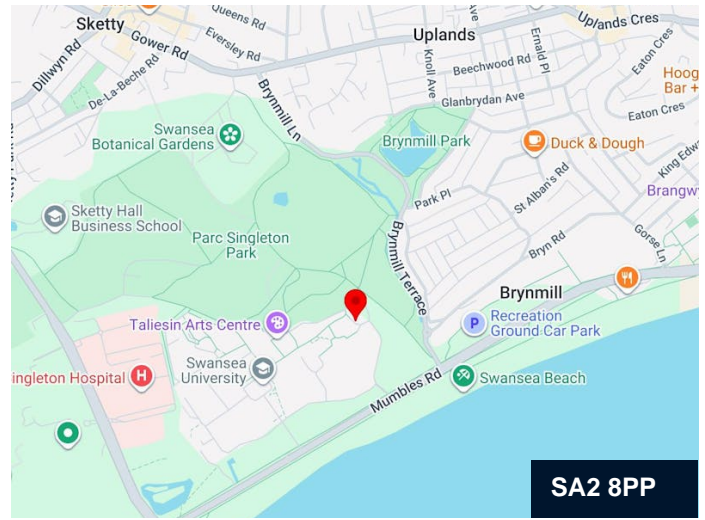 Queens Rd
Sketty
Gower Rd
Eversley Rd
Dillwyn Rd
De-La-Beche Rd
Uplands
Uplands Cres
Knoll Ave
Ernald Pl
Eaton Cres
Beechwood Rd
Hoog
Bar +
Glanbrydan Ave
Eaton Cres
Brynmill Ln
Swansea
Botanical Gardens
Brynmill Park
Duck & Dough
King Edw
Brangw
St Alban's Rd
Park Pl
Sketty Hall
Business School
Parc Singleton
Park
Brynmill Terrace
Bryn Rd
Gorse Ln
Brynmill
Taliesin Arts Centre
P
Recreation
Ground Car Park
Swansea
University
ingleton Hospital
H
Mumbles Rd
Swansea Beach
SA2 8PP